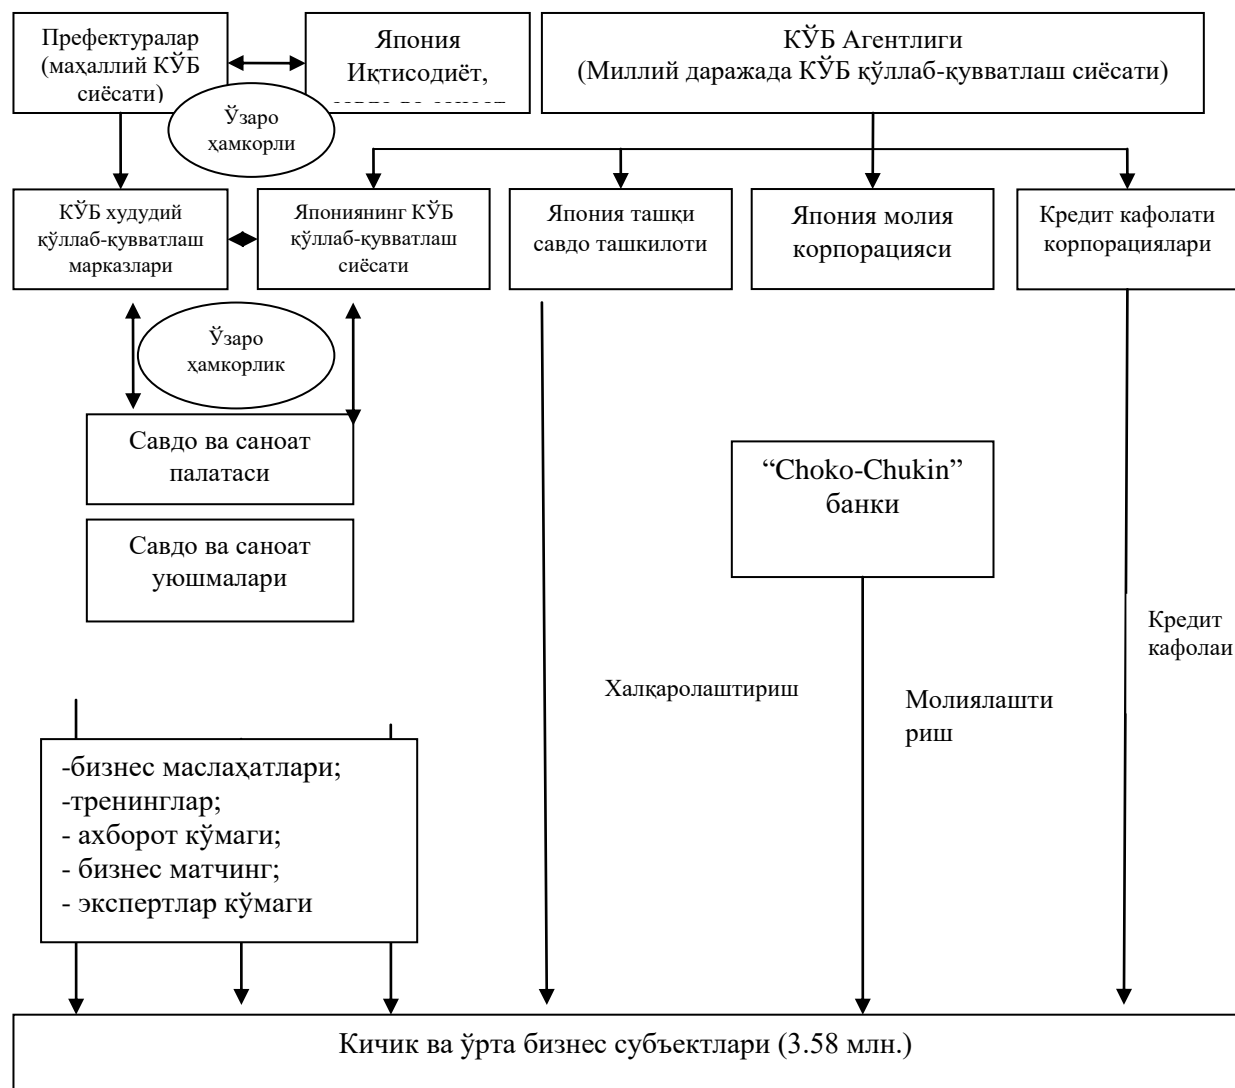 Префектуралар
(маҳаллий КЎБ
сиёсати)
Япония
Иқтисодиёт,
КЎБ Агентлиги
(Миллий даражада КЎБ қўллаб-қувватлаш сиёсати)
Ўзаро
ҳамкорли
КЎБ худудий
қўллаб-қувватлаш
марказлари
Япониянинг КЎБ
қўллаб-қувватлаш
сиёсати
Япония ташқи
савдо ташкилоти
Япония молия
корпорацияси
Кредит кафолати
корпорациялари
Ўзаро
ҳамкорлик
Савдо ва саноат
палатаси
“Choko-Chukin”
банки
Савдо ва саноат
уюшмалари
Кредит
кафолаи
Халқаролаштириш
Молиялашти
риш
-бизнес маслаҳатлари;
-тренинглар;
- ахборот кўмаги;
- бизнес матчинг;
- экспертлар кўмаги
Кичик ва ўрта бизнес субъектлари (3.58 млн.)